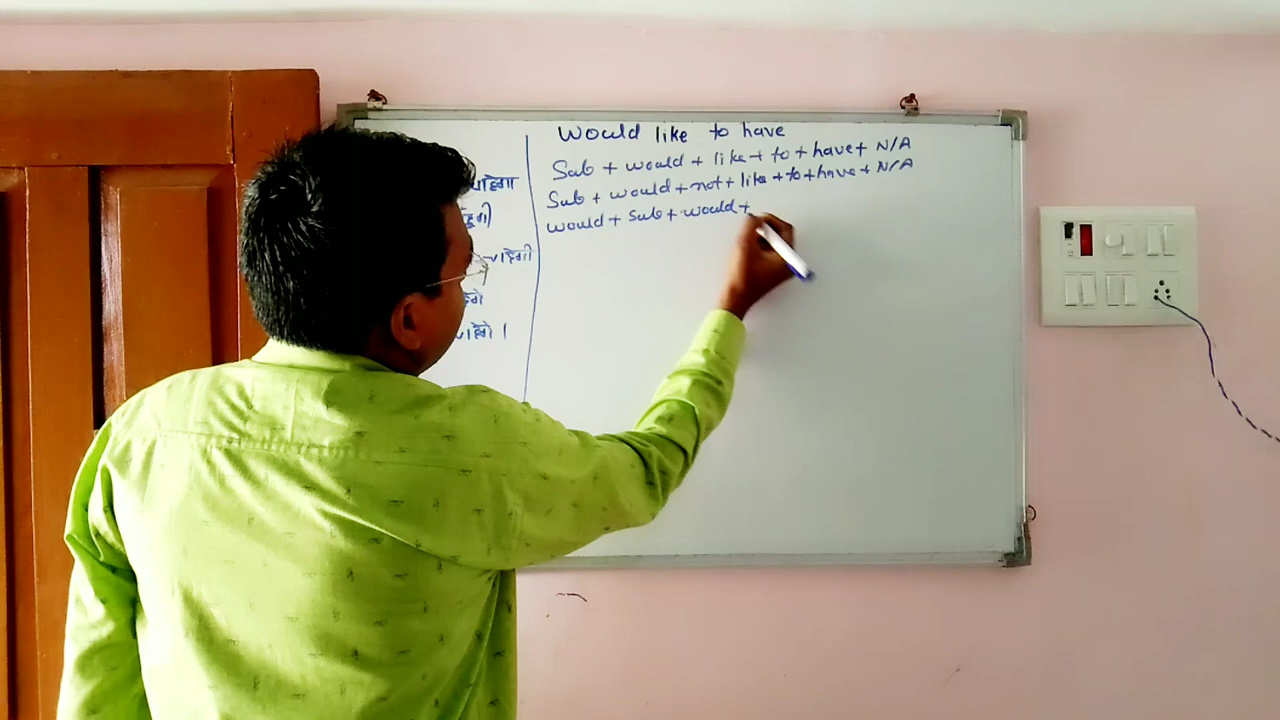 Would like to have
Sub + would + like + to + have + N/A
Sub + would + not + like + to + have + N/A
would + Sub + would +